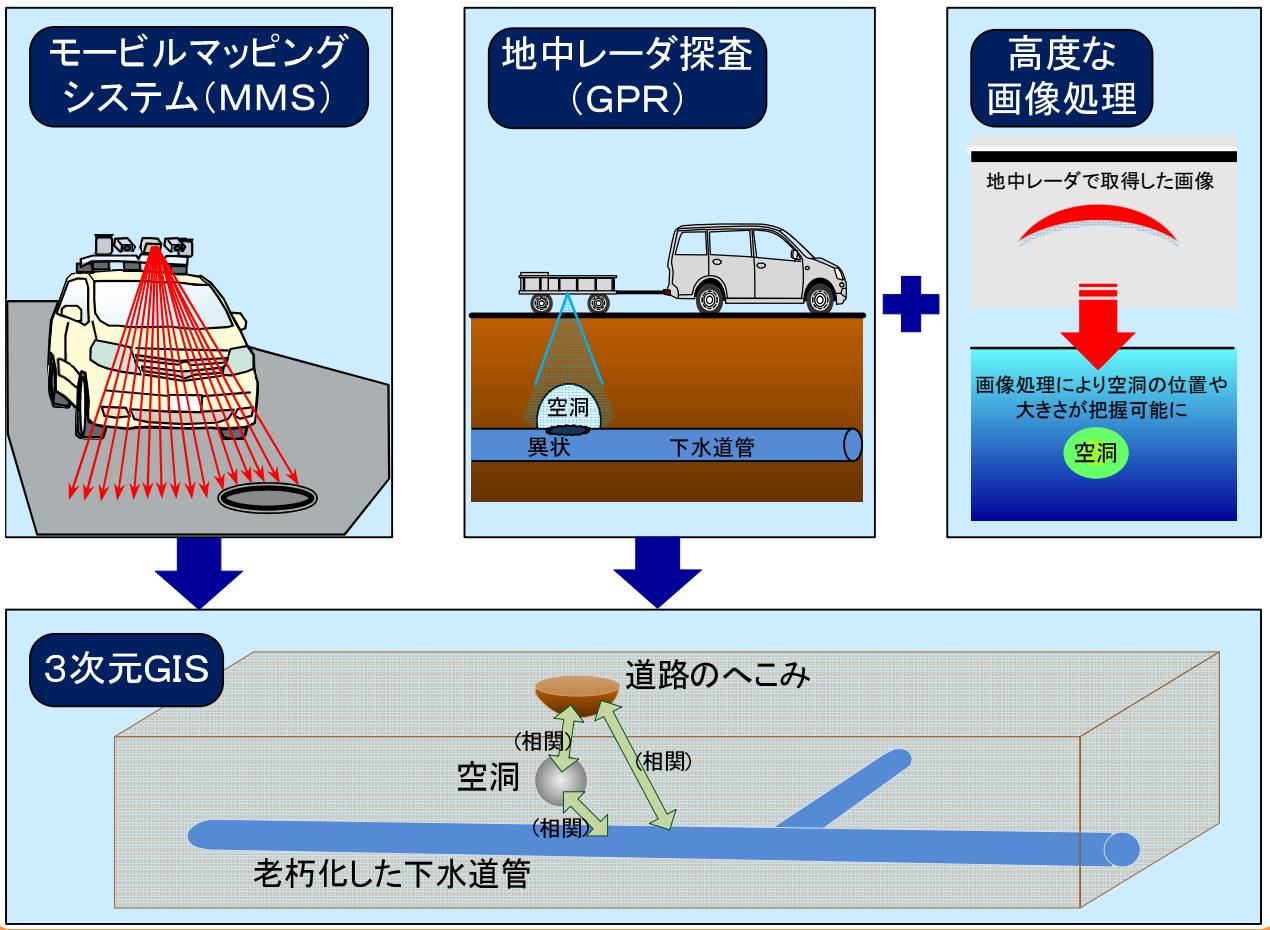 モービルマッピング
システム（ＭＭＳ）
地中レーダ探査
（ＧＰＲ）
高度な
画像処理
地中レーダで取得した画像
画像処理により空洞の位置や
大きさが把握可能に
空洞
空洞
異状
下水道管
３次元GIS
道路のへこみ
（相関）
（相関）
空洞
（相関）
老朽化した下水道管